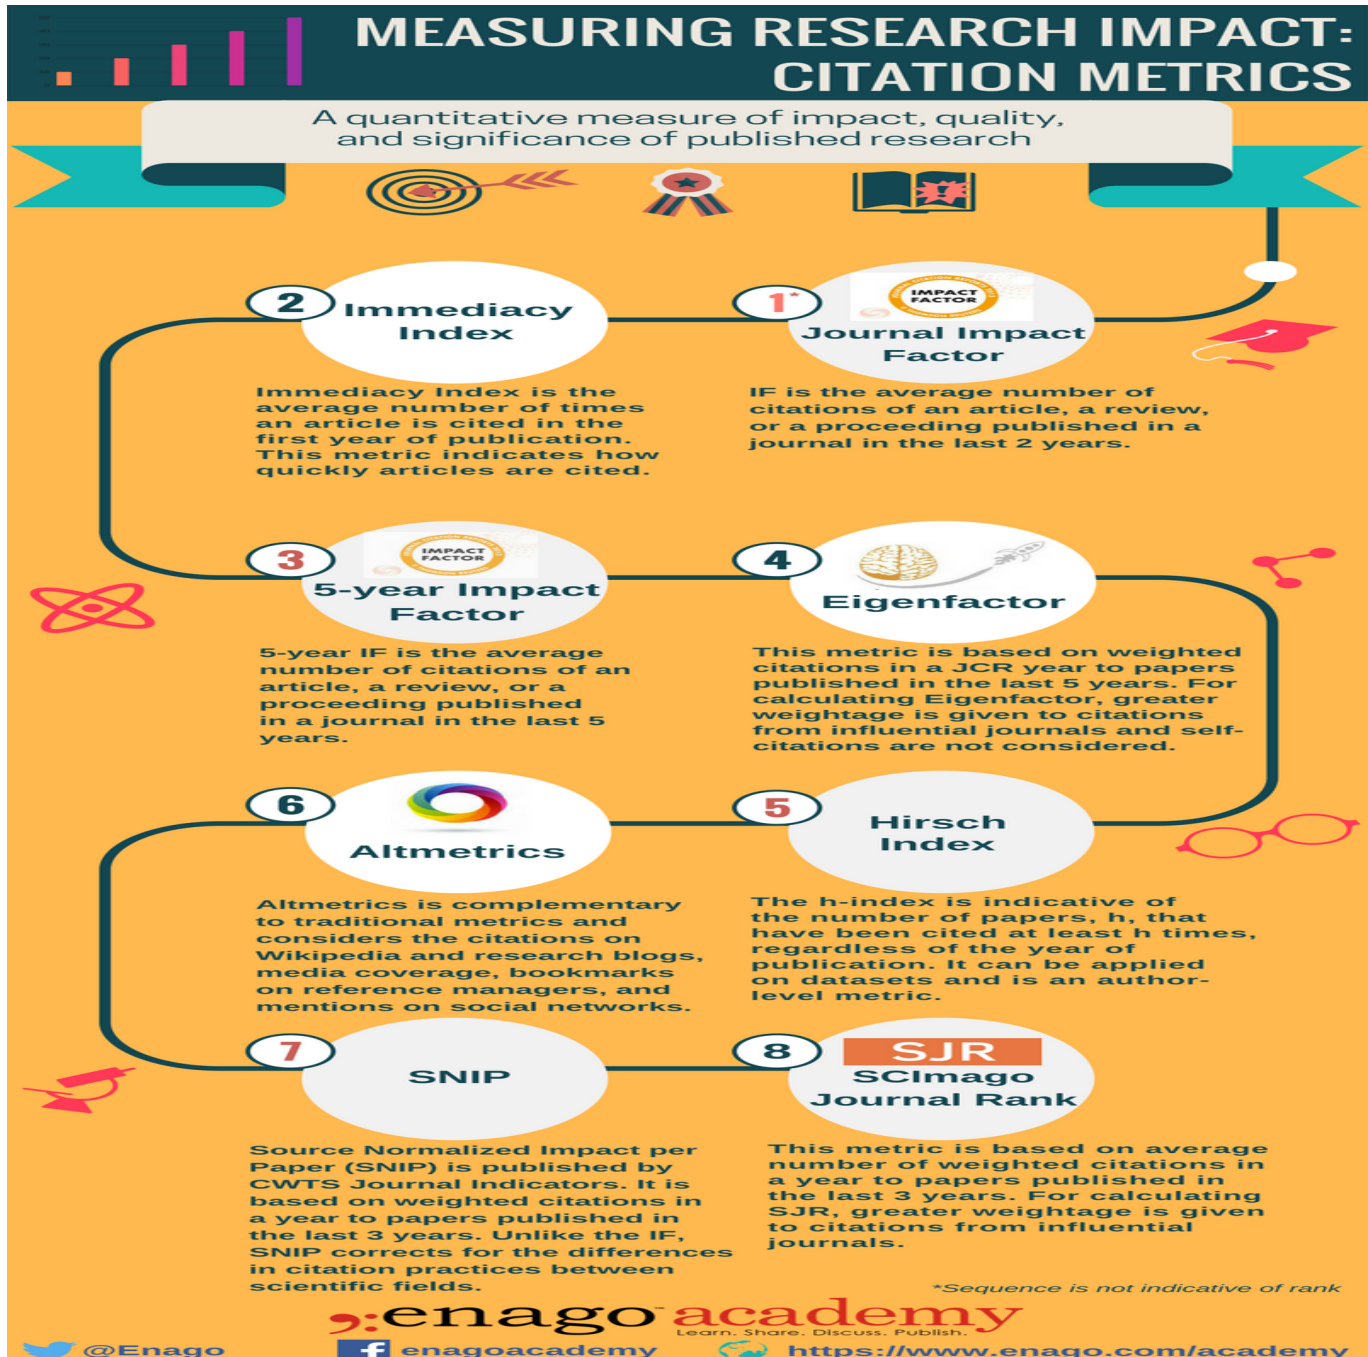 MEASURING RESEARCH IMPACT:
CITATION METRICS
A quantitative measure of impact, quality,
and significance of published research
1*
IMPACT
FACTOR
Journal Impact
Factor
IF is the average number of
citations of an article, a review,
or a proceeding published in a
journal in the last 2 years.
2
Immediacy
Index
Immediacy Index is the
average number of times
an article is cited in the
first year of publication.
This metric indicates how
quickly articles are cited.
3
IMPACT
FACTOR
5-year Impact
Factor
5-year IF is the average
number of citations of an
article, a review, or a
proceeding published
in a journal in the last 5
years.
4
Eigenfactor
This metric is based on weighted
citations in a JCR year to papers
published in the last 5 years. For
calculating Eigenfactor, greater
weightage is given to citations
from influential journals and self-
citations are not considered.
5
Hirsch
Index
The h-index is indicative of
the number of papers, h, that
have been cited at least h times,
regardless of the year of
publication. It can be applied
on datasets and is an author-
level metric.
6
Altmetrics
Altmetrics is complementary
to traditional metrics and
considers the citations on
Wikipedia and research blogs,
media coverage, bookmarks
on reference managers, and
mentions on social networks.
7
SNIP
Source Normalized Impact per
Paper (SNIP) is published by
CWTS Journal Indicators. It is
based on weighted citations in
a year to papers published in
the last 3 years. Unlike the IF,
SNIP corrects for the differences
in citation practices between
scientific fields.
8
SJR
SCImago
Journal Rank
This metric is based on average
number of weighted citations in
a year to papers published in
the last 3 years. For calculating
SJR, greater weightage is given
to citations from influential
journals.
*Sequence is not indicative of rank
enago academy
Learn. Share. Discuss. Publish.
@Enago
enagoacademy
https://www.enago.com/academy